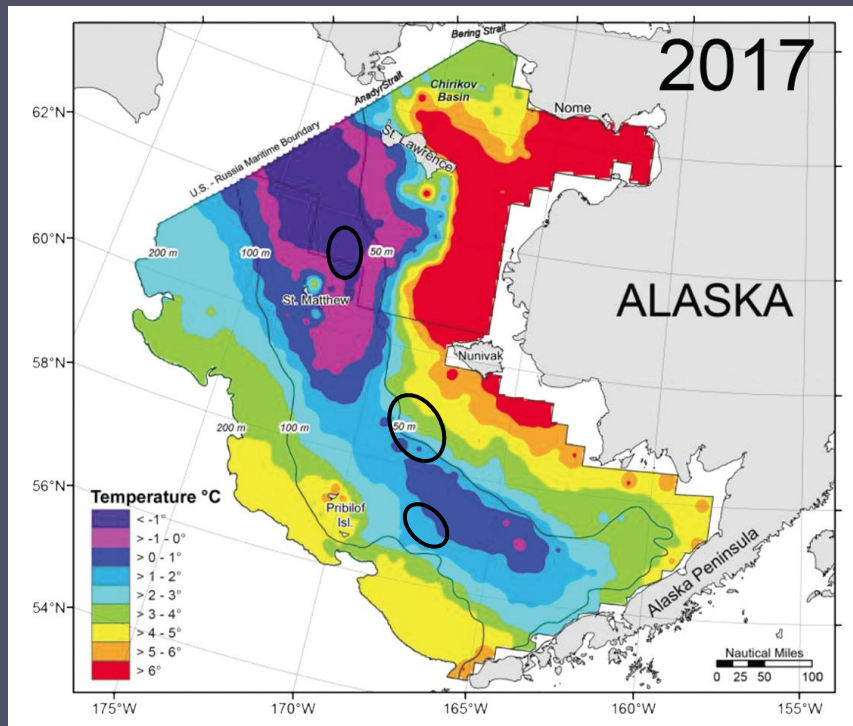 2017
Bering Strait
Anadyr Strait
Chirikov
Basin
Nome
St. Lawrence
U.S. - Russia Maritime Boundary
62°N
60°N
58°N
56°N
54°N
200 m
100 m
50 m
St. Matthew
ALASKA
Nunivak
200 m
100 m
50 m
Pribilof
Isl.
Alaska Peninsula
Temperature °C
< -1°
> -1 - 0°
> 0 - 1°
> 1 - 2°
> 2 - 3°
> 3 - 4°
> 4 - 5°
> 5 - 6°
> 6°
Nautical Miles
0 25 50 100
175°W
170°W
165°W
160°W
155°W